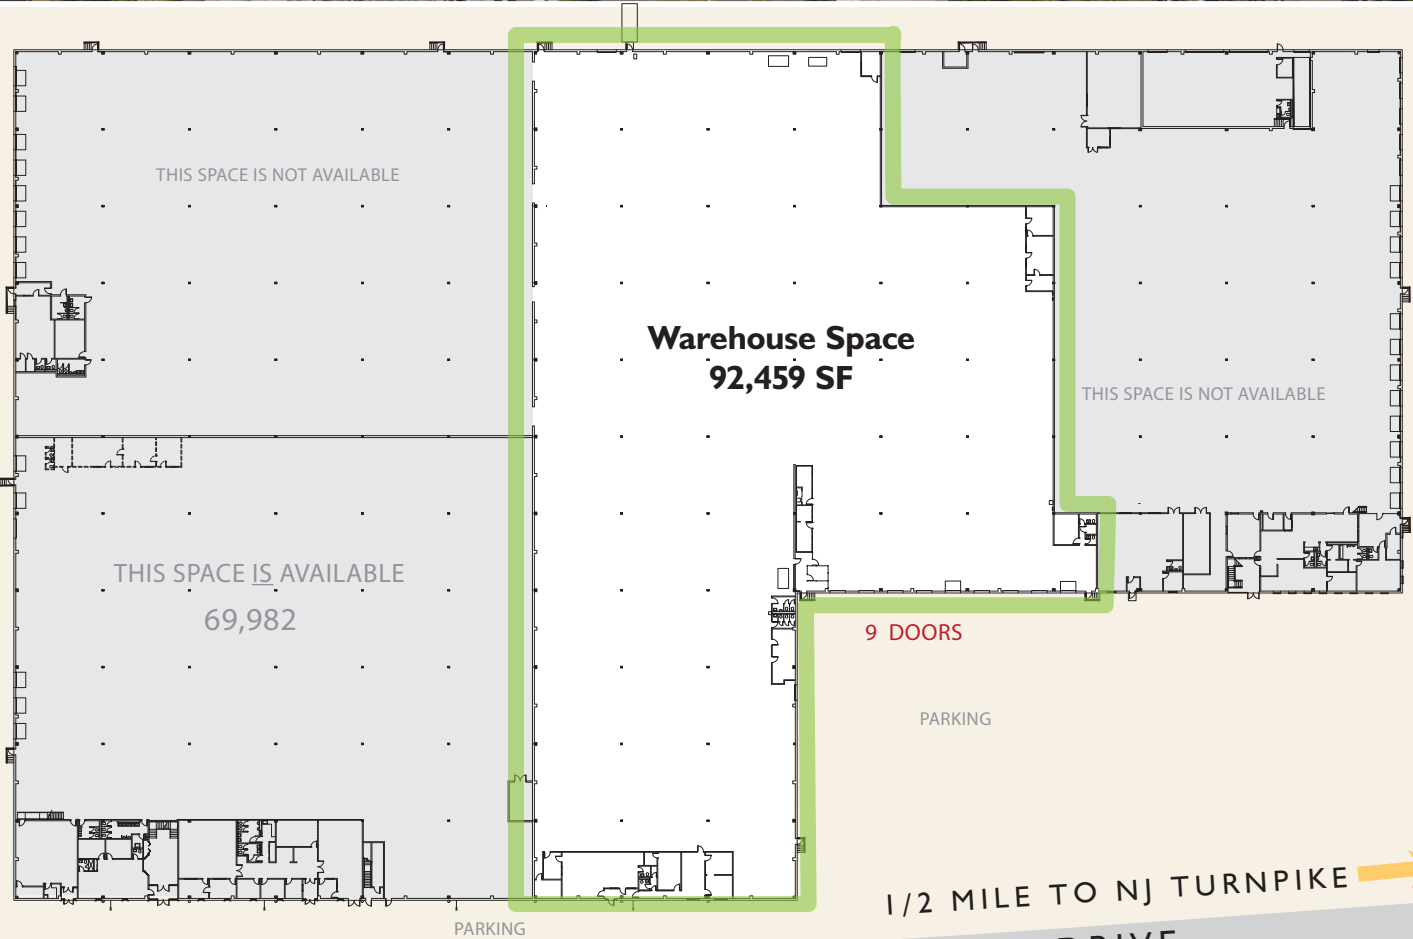 THIS SPACE IS NOT AVAILABLE
Warehouse Space
92,459 SF
THIS SPACE IS NOT AVAILABLE
THIS SPACE IS AVAILABLE
69,982
9 DOORS
PARKING
1/2 MILE TO NJ TURNPIKE
DRIVE
PARKING